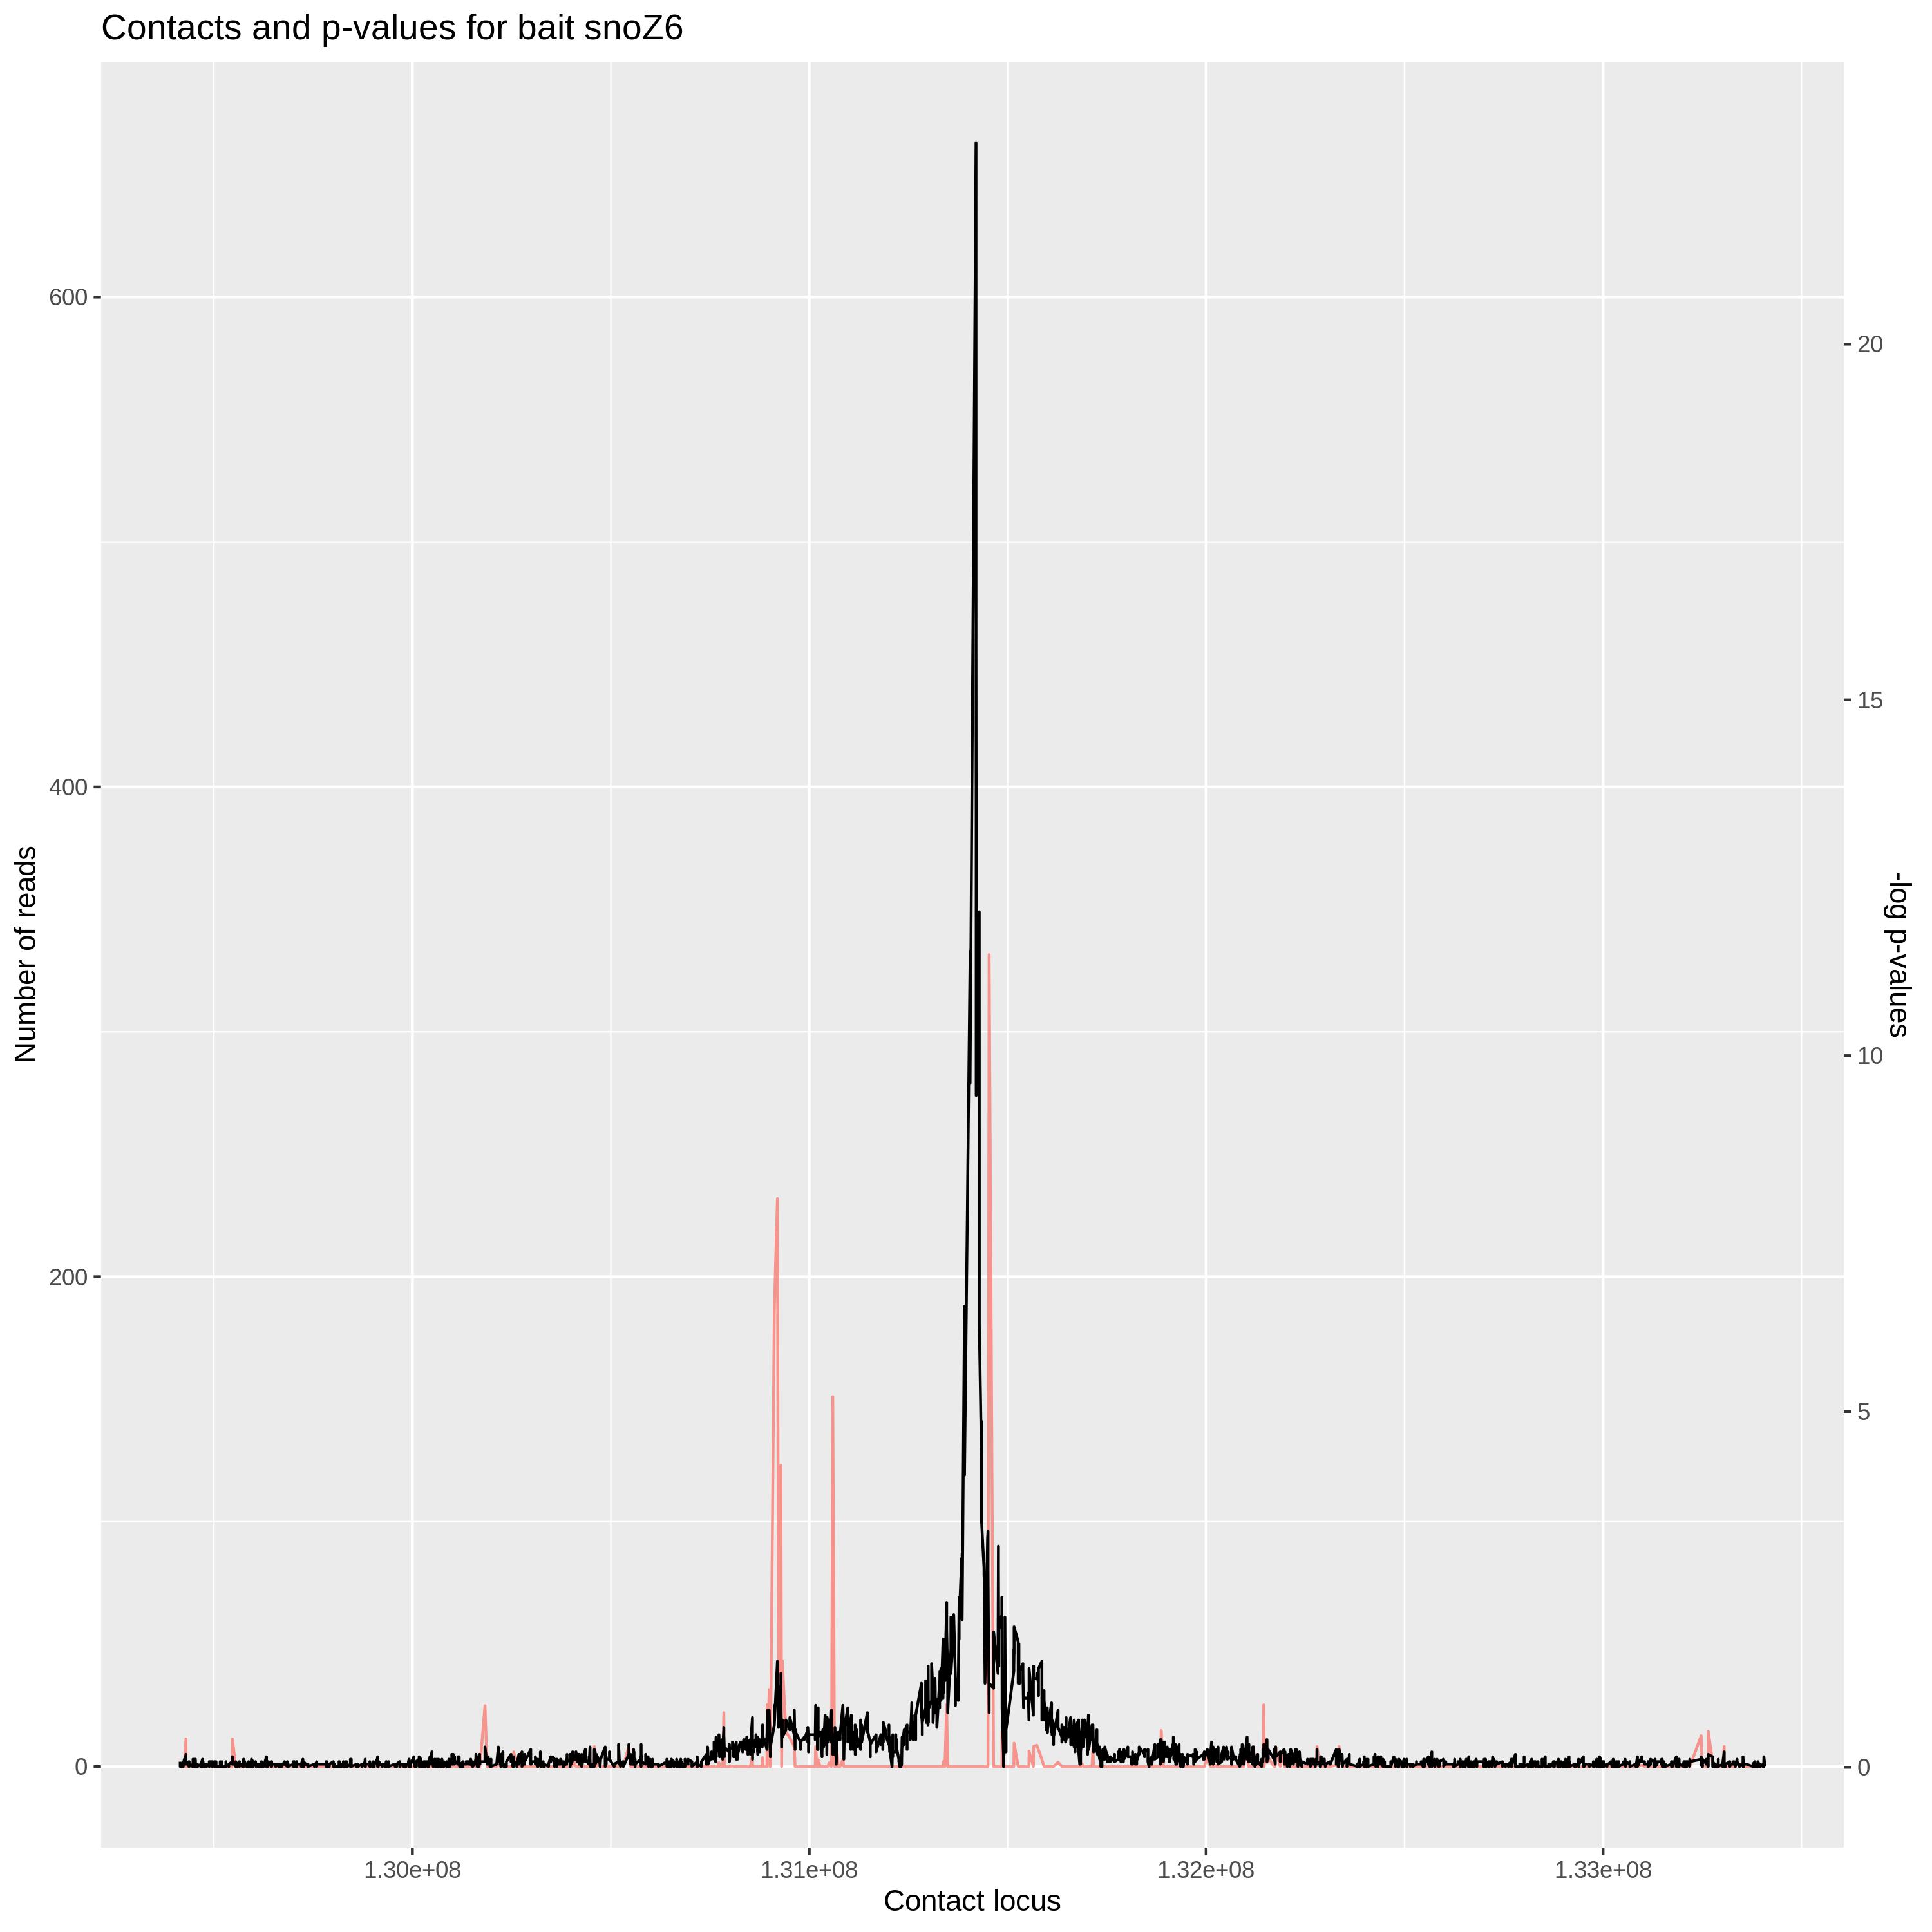 Contacts and p-values for bait snoZ6
600
400
200
0
Number of reads
20
15
10
5
0
-log p-values
1.30e+08
1.31e+08
1.32e+08
1.33e+08
Contact locus